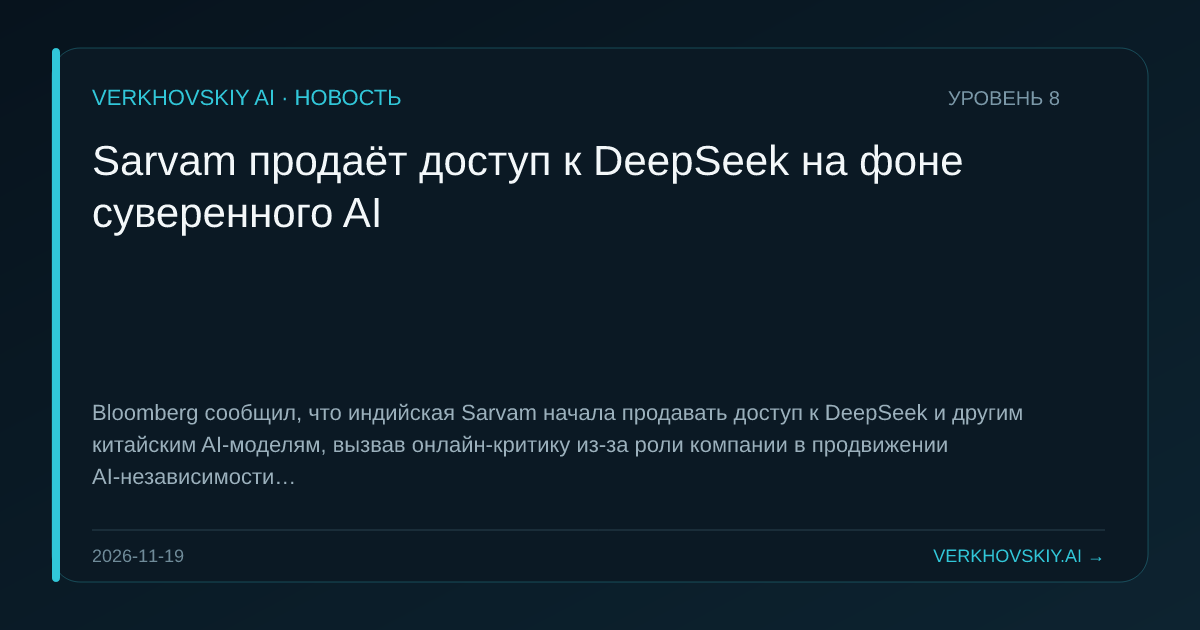 VERKHOVSKIY AI · НОВОСТЬ
УРОВЕНЬ 8
Sarvam продаёт доступ к DeepSeek на фоне
суверенного AI
Bloomberg сообщил, что индийская Sarvam начала продавать доступ к DeepSeek и другим
китайским AI-моделям, вызвав онлайн-критику из-за роли компании в продвижении
AI-независимости…
2026-11-19
VERKHOVSKIY.AI →